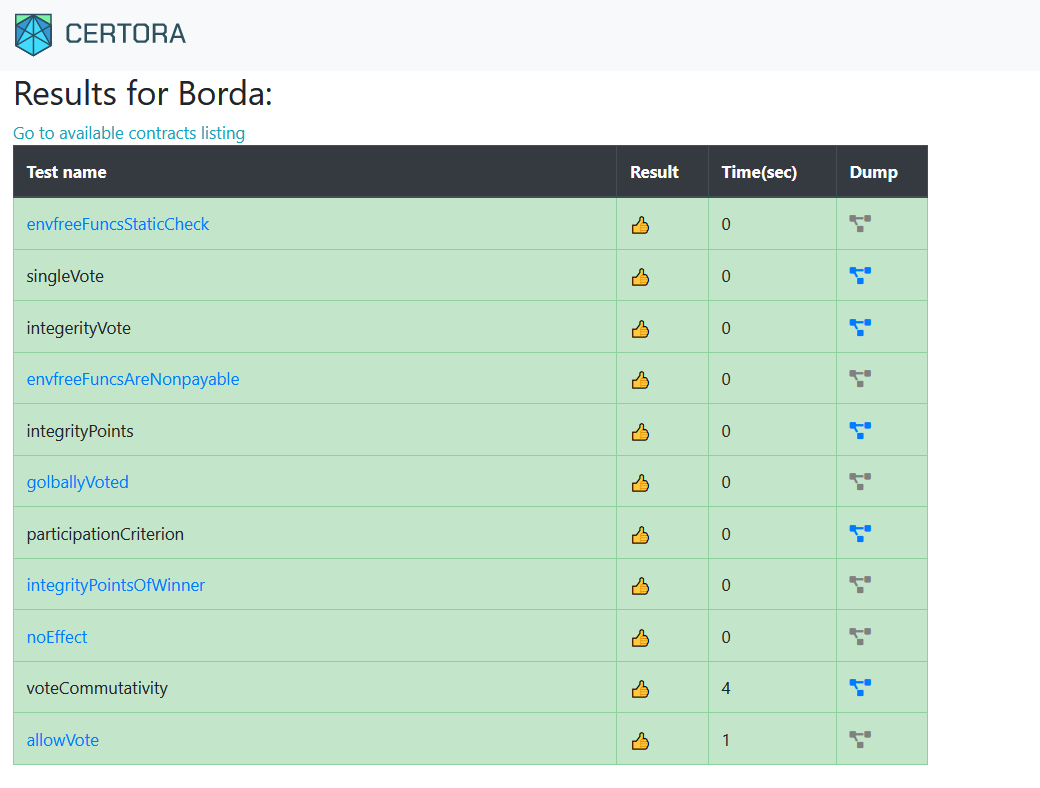 CERTORA
Results for Borda:
Go to available contracts listing
Test name Result Time(sec) Dump
envfreeFuncsStaticCheck 0
singleVote 0
integerityVote 0
envfreeFuncsAreNonpayable 0
integrityPoints 0
golballyVoted 0
participationCriterion 0
integrityPointsOfWinner 0
noEffect 0
voteCommutativity 4
allowVote 1